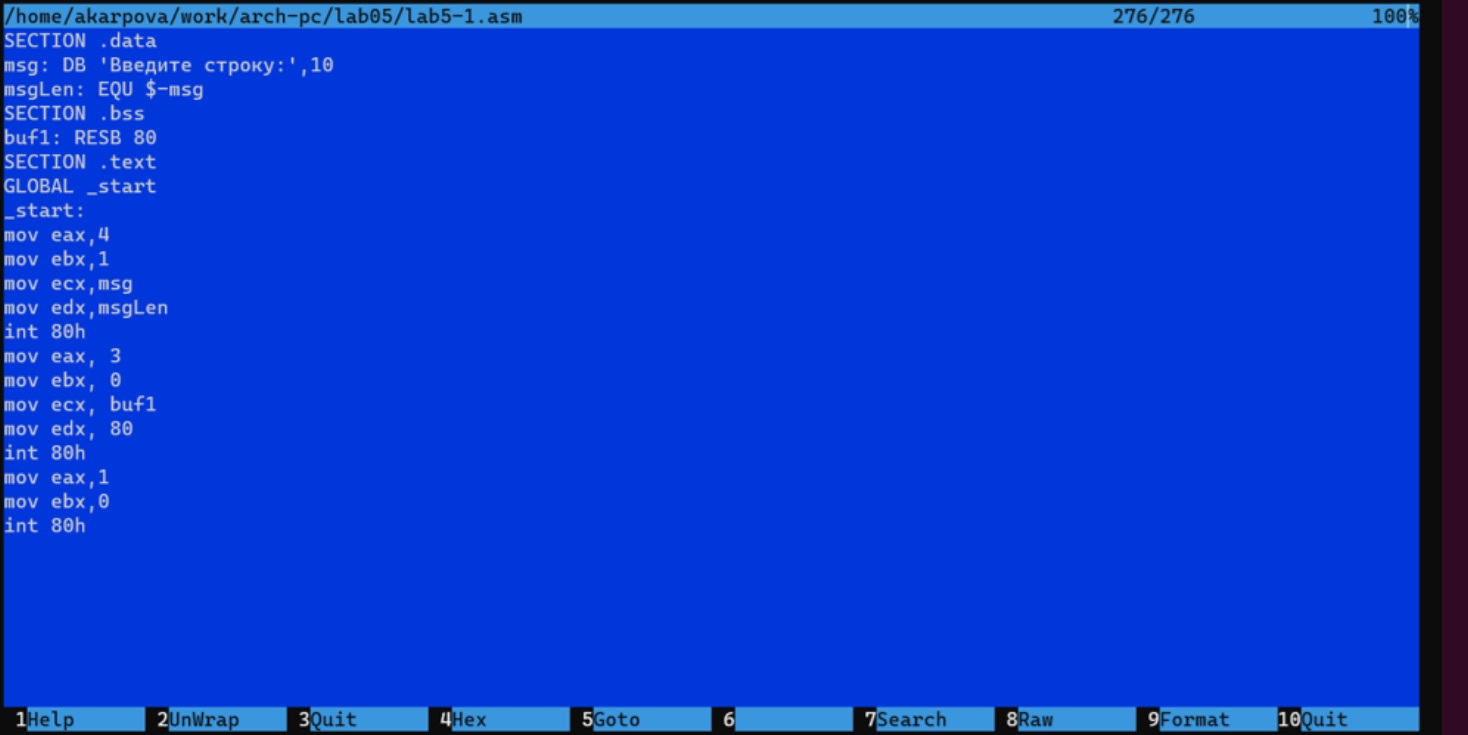 /home/akarpova/work/arch-pc/lab05/lab5-1.asm 276/276 100%
SECTION .data
msg: DB 'Введите строку:',10
msgLen: EQU $-msg
SECTION .bss
buf1: RESB 80
SECTION .text
GLOBAL _start
_start:
mov eax,4
mov ebx,1
mov ecx,msg
mov edx,msgLen
int 80h
mov eax, 3
mov ebx, 0
mov ecx, buf1
mov edx, 80
int 80h
mov eax,1
mov ebx,0
int 80h
1Help 2UnWrap 3Quit 4Hex 5Goto 6 7Search 8Raw 9Format 10Quit